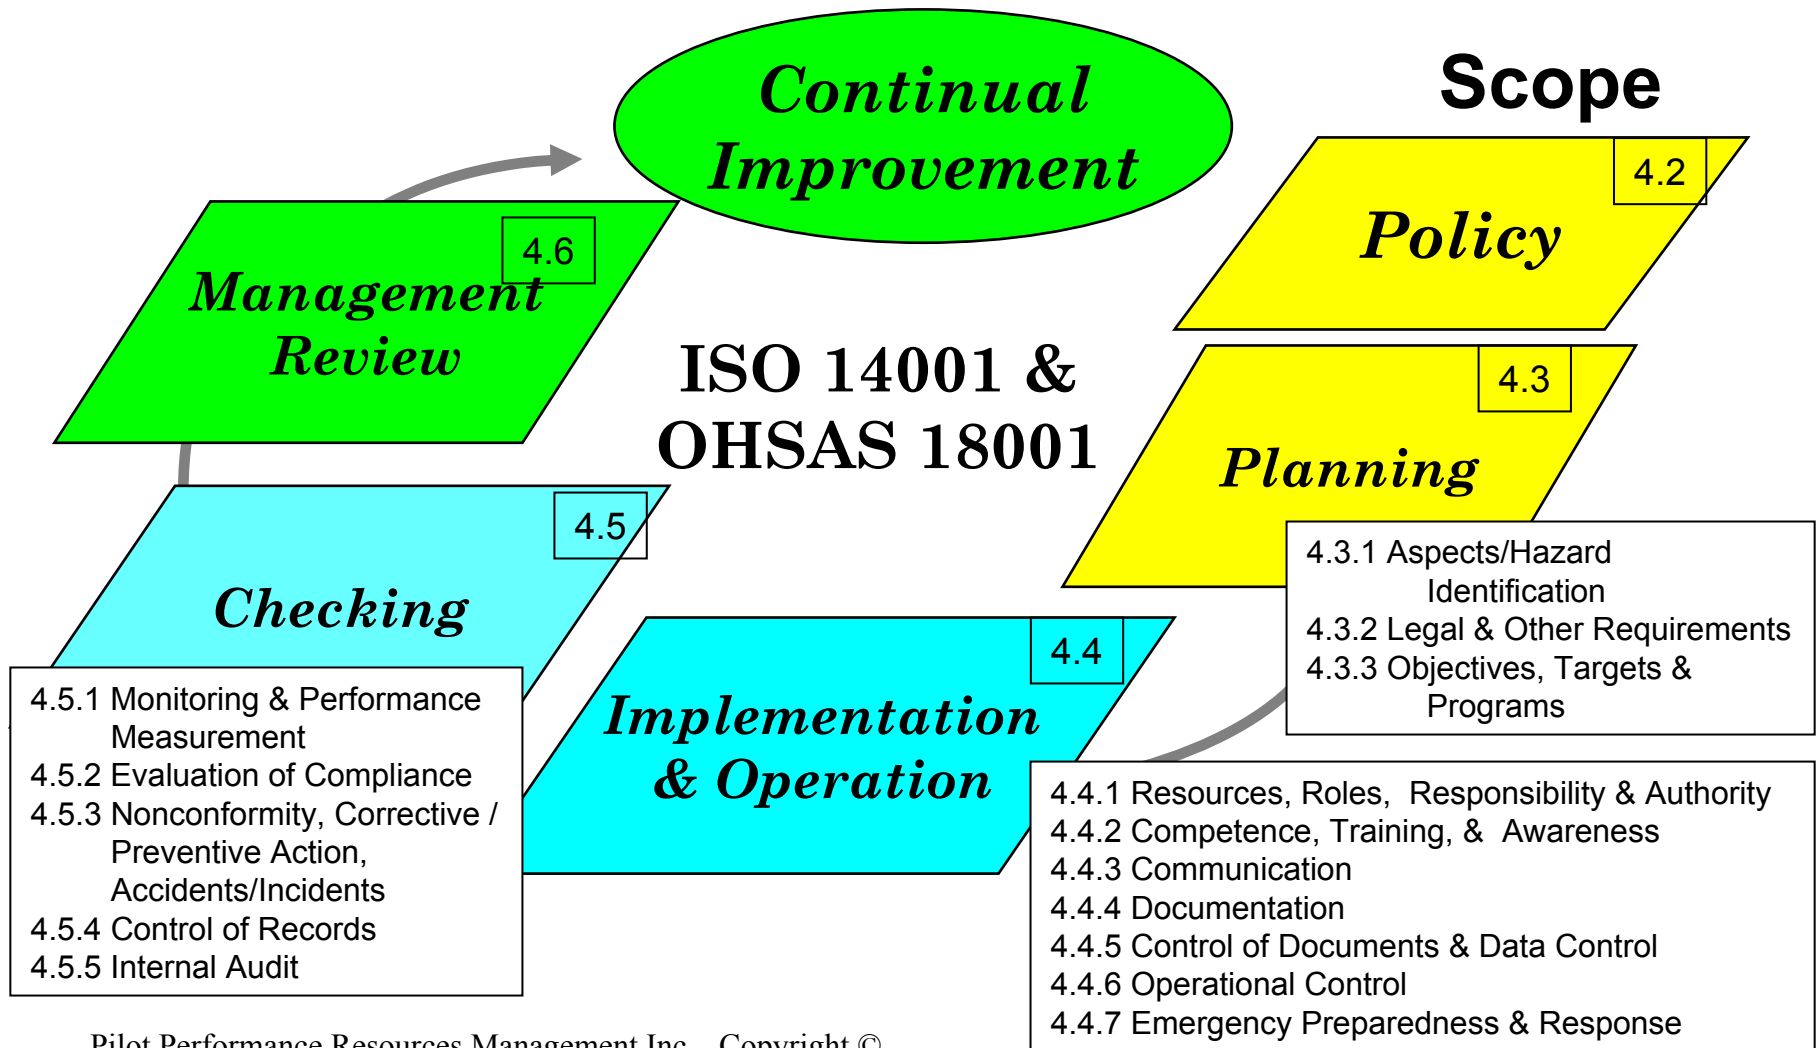 Continual
Improvement
Scope
4.2
Policy
4.6
Management
Review
ISO 14001 &
OHSAS 18001
4.3
Planning
4.3.1 Aspects/Hazard
Identification
4.3.2 Legal & Other Requirements
4.3.3 Objectives, Targets &
Programs
4.5
Checking
4.5.1 Monitoring & Performance
Measurement
4.5.2 Evaluation of Compliance
4.5.3 Nonconformity, Corrective /
Preventive Action,
Accidents/Incidents
4.5.4 Control of Records
4.5.5 Internal Audit
4.4
Implementation
& Operation
4.4.1 Resources, Roles,  Responsibility & Authority
4.4.2 Competence, Training, &  Awareness
4.4.3 Communication
4.4.4 Documentation
4.4.5 Control of Documents & Data Control
4.4.6 Operational Control
4.4.7 Emergency Preparedness & Response
Pilot Performance Resources Management Inc.   Copyright ©